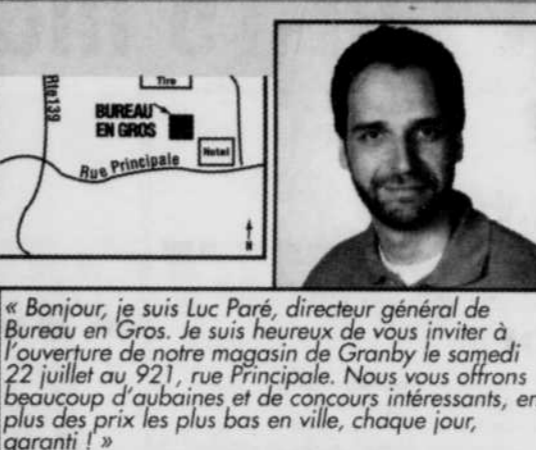 Rte139
Tire
BUREAU
EN GROS
Hotel
Rue Principale
N
« Bonjour, je suis Luc Paré, directeur général de
Bureau en Gros. Je suis heureux de vous inviter à
l'ouverture de notre magasin de Granby le samedi
22 juillet au 921, rue Principale. Nous vous offrons
beaucoup d'aubaines et de concours intéressants, en
plus des prix les plus bas en ville, chaque jour,
garanti ! »